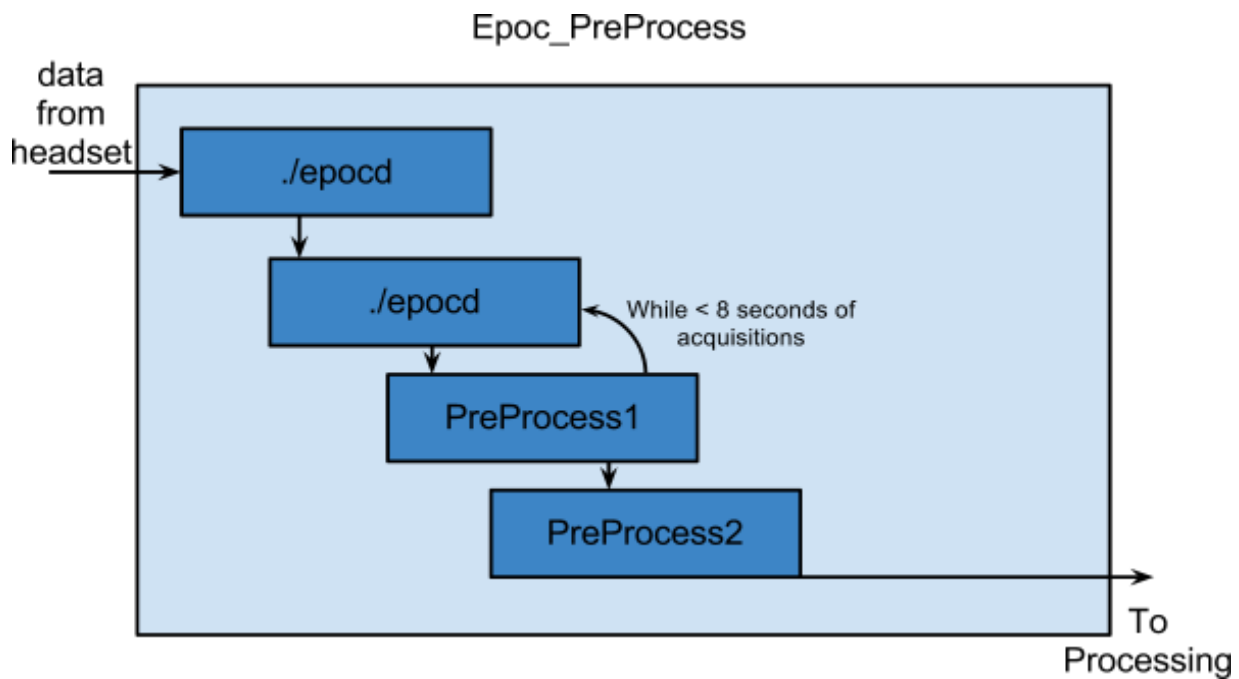 Epoc_PreProcess
data
from
headset
./epocd
./epocd
While < 8 seconds of
acquisitions
PreProcess1
PreProcess2
To
Processing